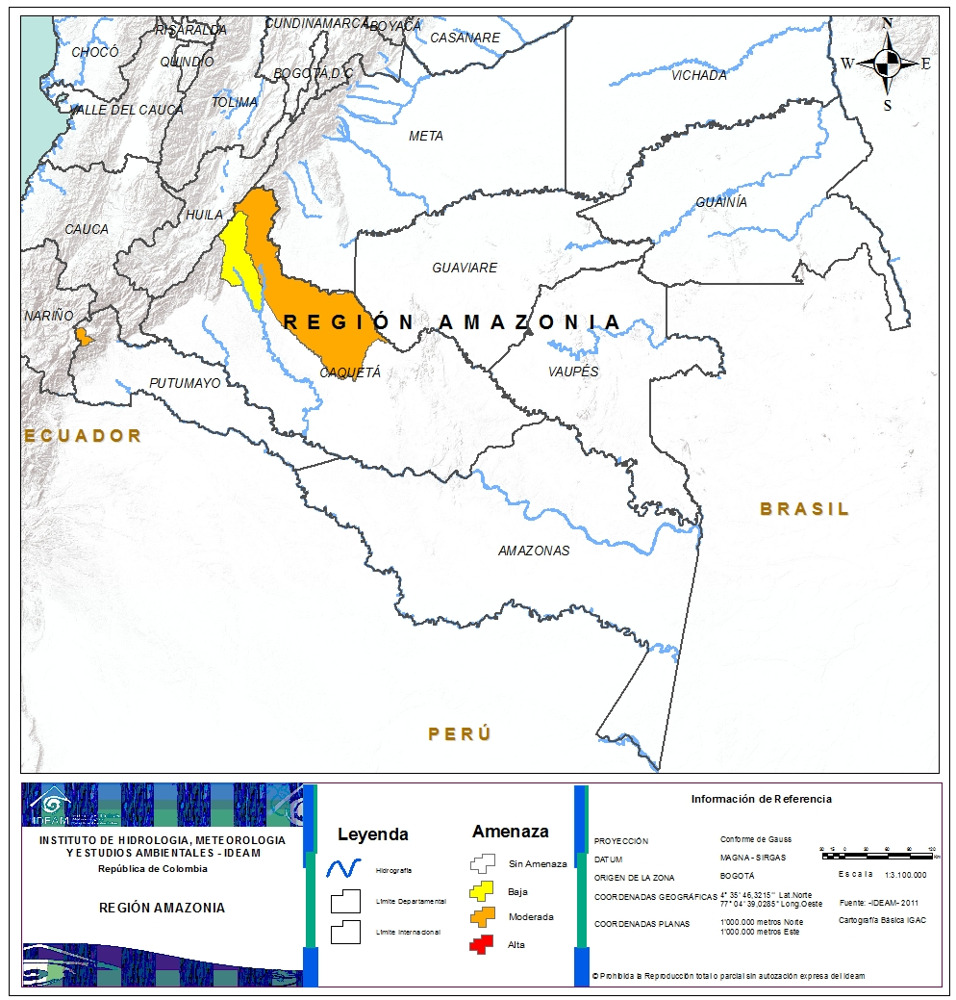 RISARALDA
CUNDINAMARCA
BOYACÁ
CASANARE
N
CHOCÓ
QUINDÍO
BOGOTÁ D.C
VICHADA
W
E
TOLIMA
S
VALLE DEL CAUCA
META
HUILA
GUAINÍA
CAUCA
GUAVIARE
NARIÑO
REGIÓN AMAZONIA
CAQUETÁ
VAUPÉS
PUTUMAYO
ECUADOR
BRASIL
AMAZONAS
PERÚ
IDEAM
INSTITUTO DE HIDROLOGIA, METEOROLOGIA
Y ESTUDIOS AMBIENTALES - IDEAM
República de Colombia
REGIÓN AMAZONIA
Leyenda
Hidrografía
Límite Departamental
Límite Internacional
Amenaza
Sin Amenaza
Baja
Moderada
Alta
Información de Referencia
PROYECCIÓN Conforme de Gauss
DATUM MAGNA - SIRGAS
ORIGEN DE LA ZONA BOGOTÁ
COORDENADAS GEOGRÁFICAS 4° 35' 46,3215'' Lat.Norte
77° 04' 39,0285" Long.Oeste
COORDENADAS PLANAS 1'000.000 metros Norte
1'000.000 metros Este
Escala 1:3.100.000
Fuente: -IDEAM- 2011
Cartografía Básica IGAC
© Prohibida la Reproducción total o parcial sin autozación expresa del Ideam